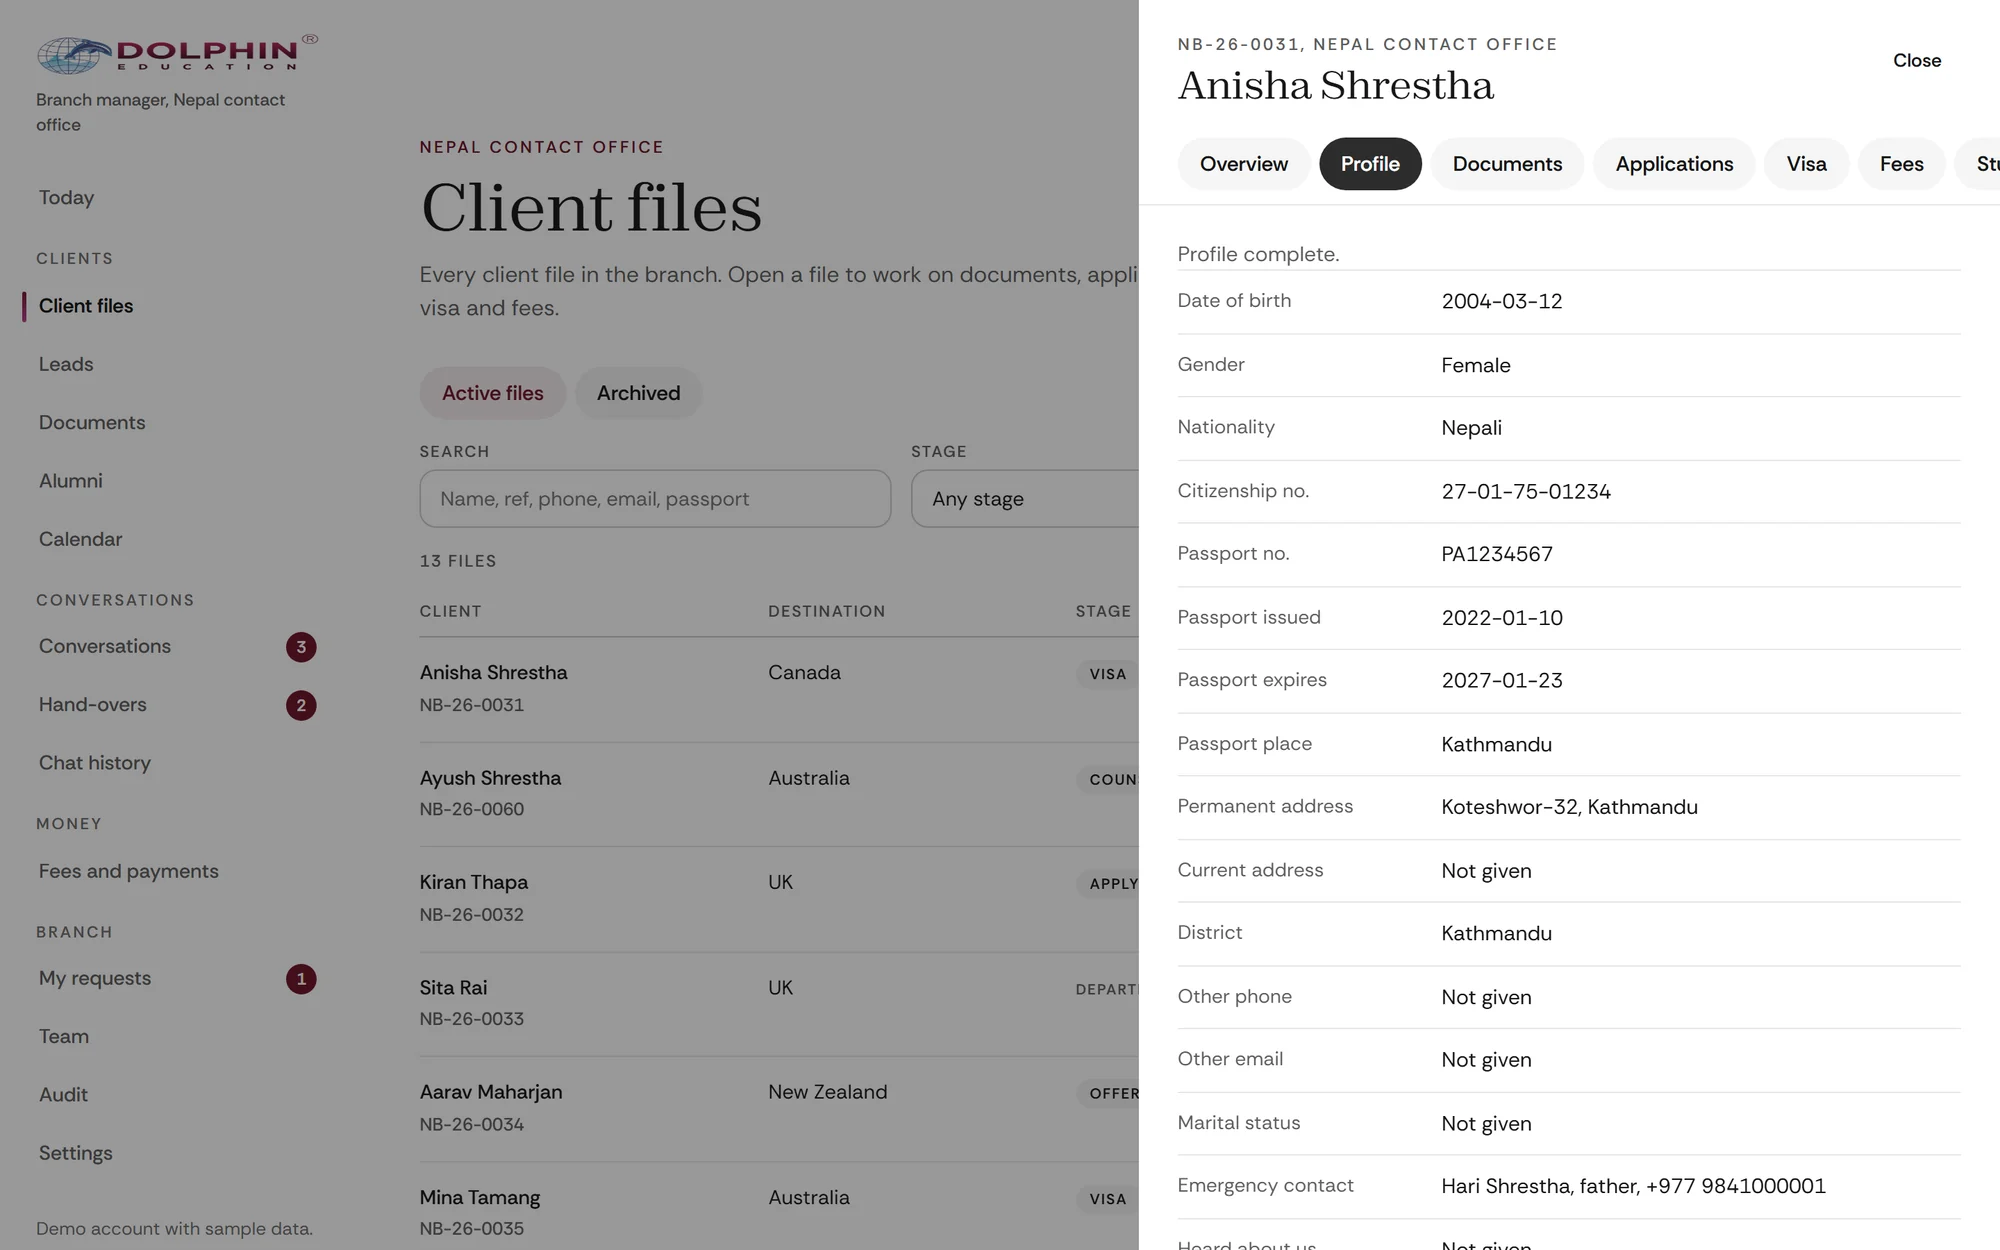 DOLPHIN®
EDUCATION
Branch manager, Nepal contact
office
Today
CLIENTS
Client files
Leads
Documents
Alumni
Calendar
CONVERSATIONS
Conversations 3
Hand-overs 2
Chat history
MONEY
Fees and payments
BRANCH
My requests 1
Team
Audit
Settings
Demo account with sample data.
NEPAL CONTACT OFFICE
Client files
Every client file in the branch. Open a file to work on documents, appli
visa and fees.
Active files Archived
SEARCH STAGE
Name, ref, phone, email, passport Any stage
13 FILES
CLIENT DESTINATION STAGE
Anisha Shrestha Canada VISA
NB-26-0031
Ayush Shrestha Australia COUN
NB-26-0060
Kiran Thapa UK APPLY
NB-26-0032
Sita Rai UK DEPART
NB-26-0033
Aarav Maharjan New Zealand OFFER
NB-26-0034
Mina Tamang Australia VISA
NB-26-0035
NB-26-0031, NEPAL CONTACT OFFICE
Anisha Shrestha
Close
Overview Profile Documents Applications Visa Fees Stu
Profile complete.
Date of birth 2004-03-12
Gender Female
Nationality Nepali
Citizenship no. 27-01-75-01234
Passport no. PA1234567
Passport issued 2022-01-10
Passport expires 2027-01-23
Passport place Kathmandu
Permanent address Koteshwor-32, Kathmandu
Current address Not given
District Kathmandu
Other phone Not given
Other email Not given
Marital status Not given
Emergency contact Hari Shrestha, father, +977 9841000001
Heard about us Not given